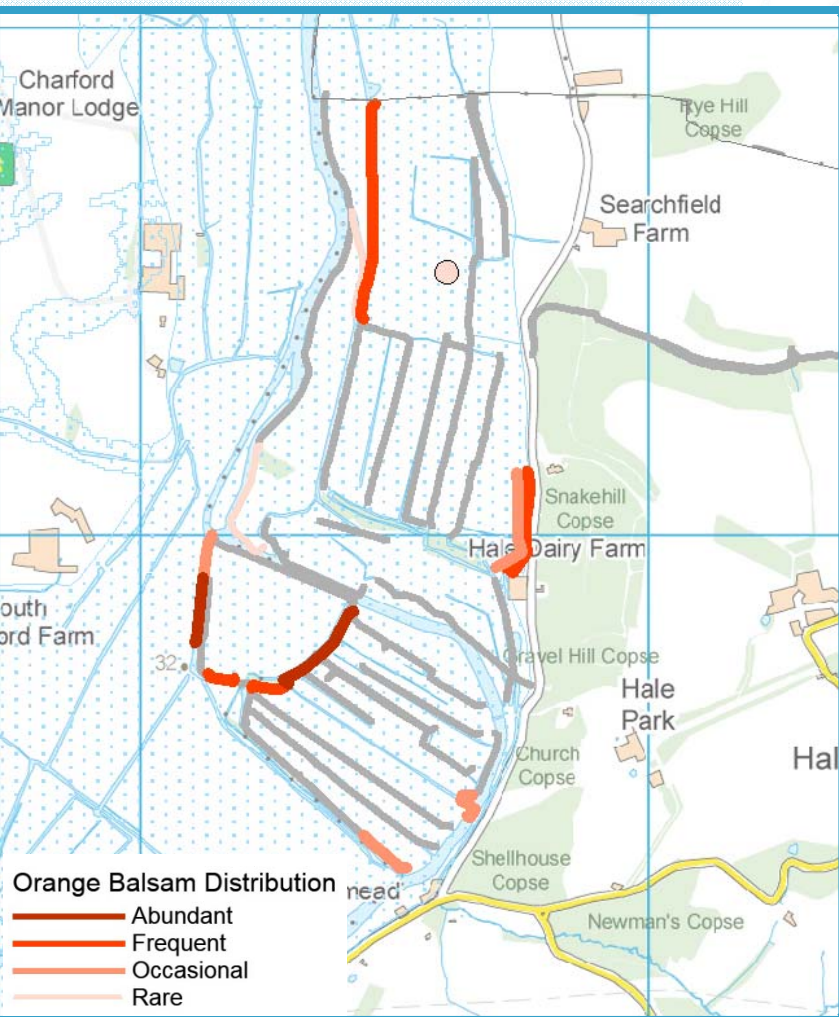 Charford
Manor Lodge
Rye Hill
Copse
Searchfield
Farm
Snakehill
Copse
Hale Dairy Farm
outh
ord Farm
32
Gravel Hill Copse
Hale
Park
Church
Copse
Hal
Shellhouse
Copse
mead
Newman's Copse
Orange Balsam Distribution
Abundant
Frequent
Occasional
Rare